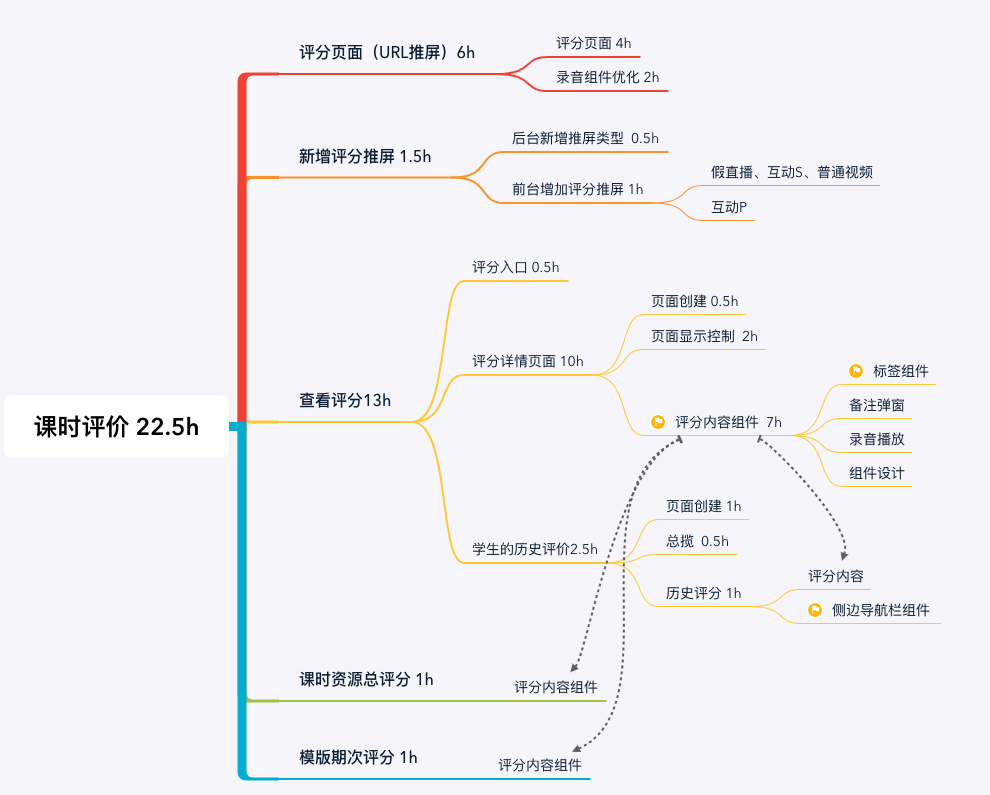 课时评价 22.5h
评分页面（URL推屏）6h
评分页面 4h
录音组件优化 2h
新增评分推屏 1.5h
后台新增推屏类型 0.5h
前台增加评分推屏 1h
假直播、互动S、普通视频
互动P
查看评分13h
评分入口 0.5h
评分详情页面 10h
页面创建 0.5h
页面显示控制 2h
评分内容组件 7h
标签组件
备注弹窗
录音播放
组件设计
学生的历史评价2.5h
页面创建 1h
总揽 0.5h
历史评分 1h
评分内容
侧边导航栏组件
课时资源总评分 1h
评分内容组件
模版期次评分 1h
评分内容组件